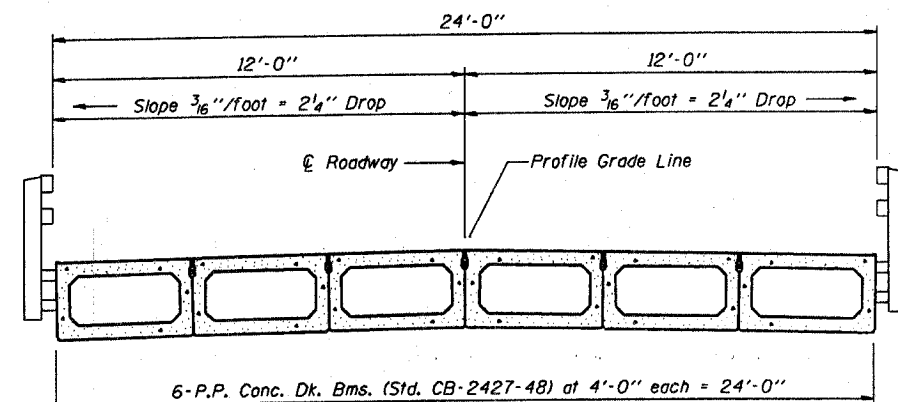 24'-0"
12'-0" 12'-0"
Slope 3/16"/foot = 2 1/4" Drop Slope 3/16"/foot = 2 1/4" Drop
℄ Roadway Profile Grade Line
6-P.P. Conc. Dk. Bms. (Std. CB-2427-48) at 4'-0" each = 24'-0"